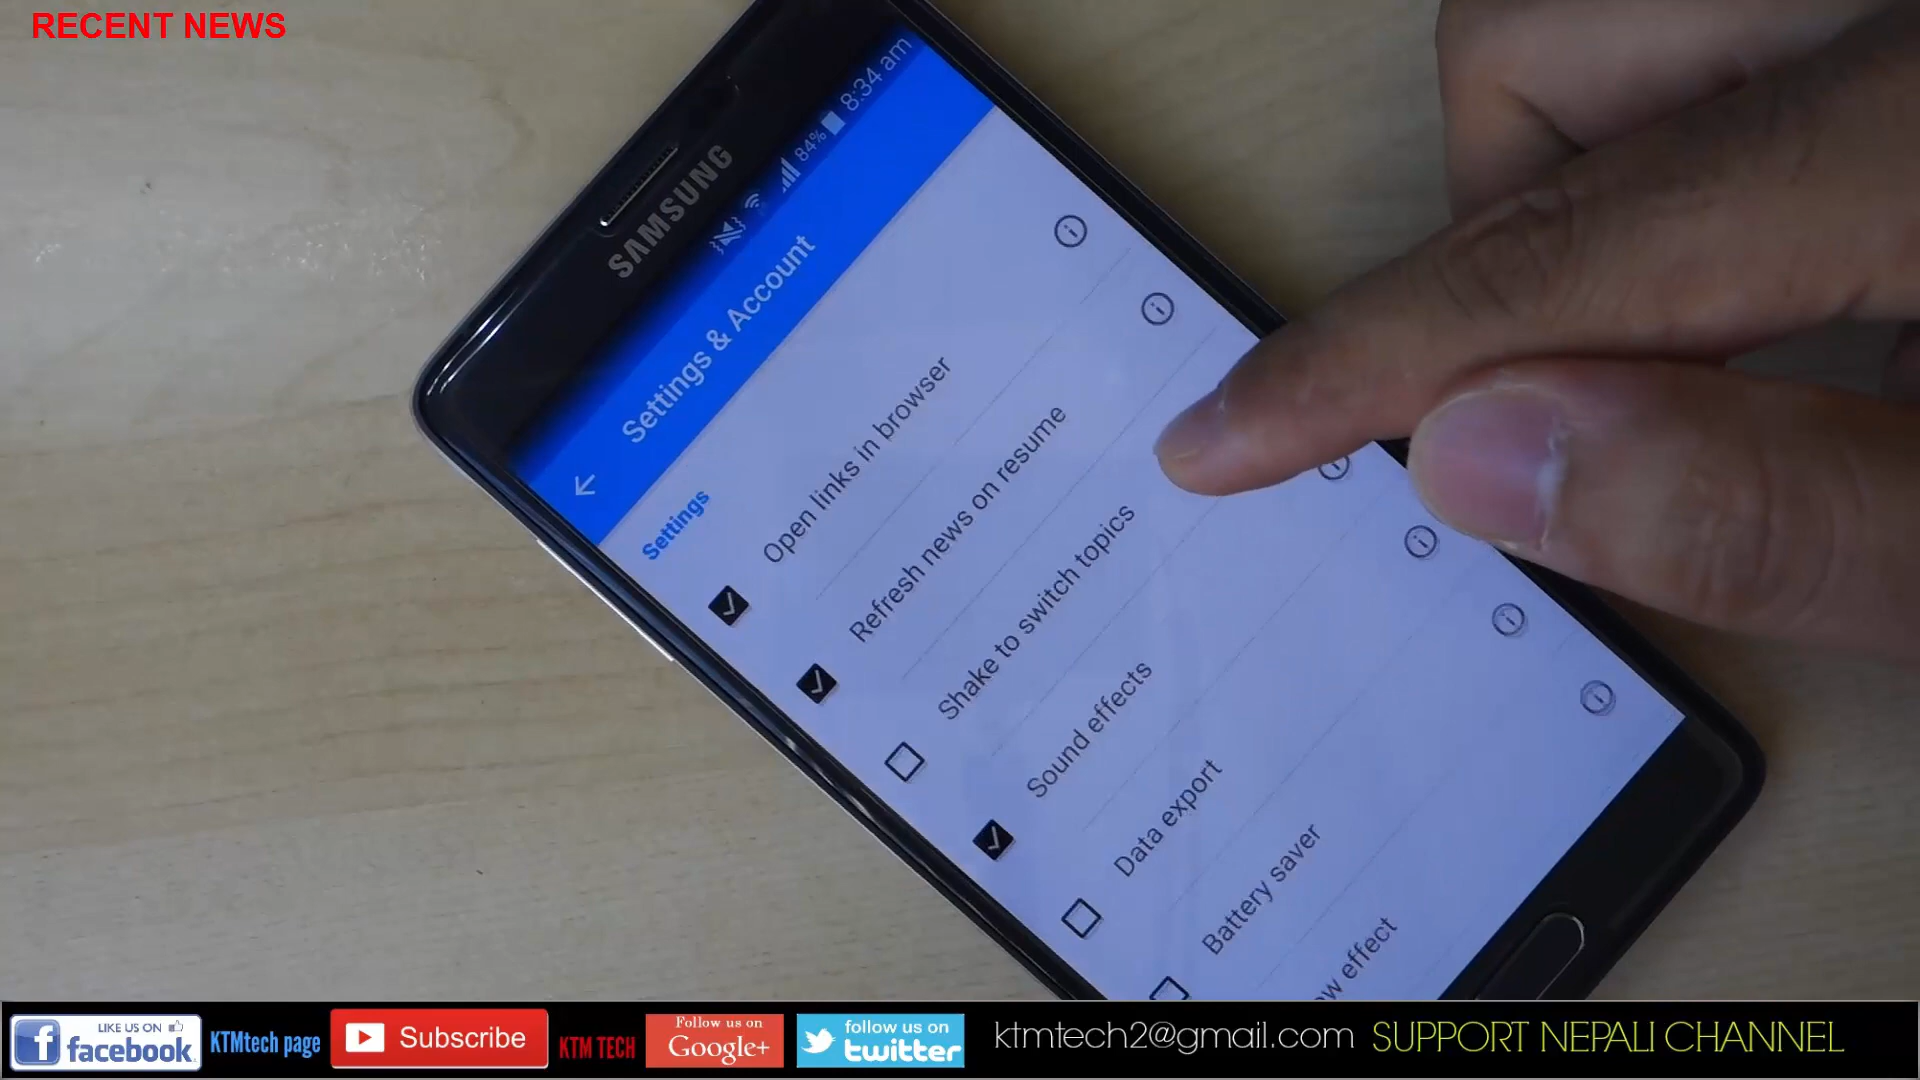 RECENT NEWS
SAMSUNG
84% 8:34 am
Settings & Account
Settings
Open links in browser
Refresh news on resume
Shake to switch topics
Sound effects
Data export
Battery saver
effect
LIKE US ON
facebook
KTMtech page
Subscribe
KTM TECH
Follow us on
Google+
follow us on
twitter
ktmtech2@gmail.com
SUPPORT NEPALI CHANNEL